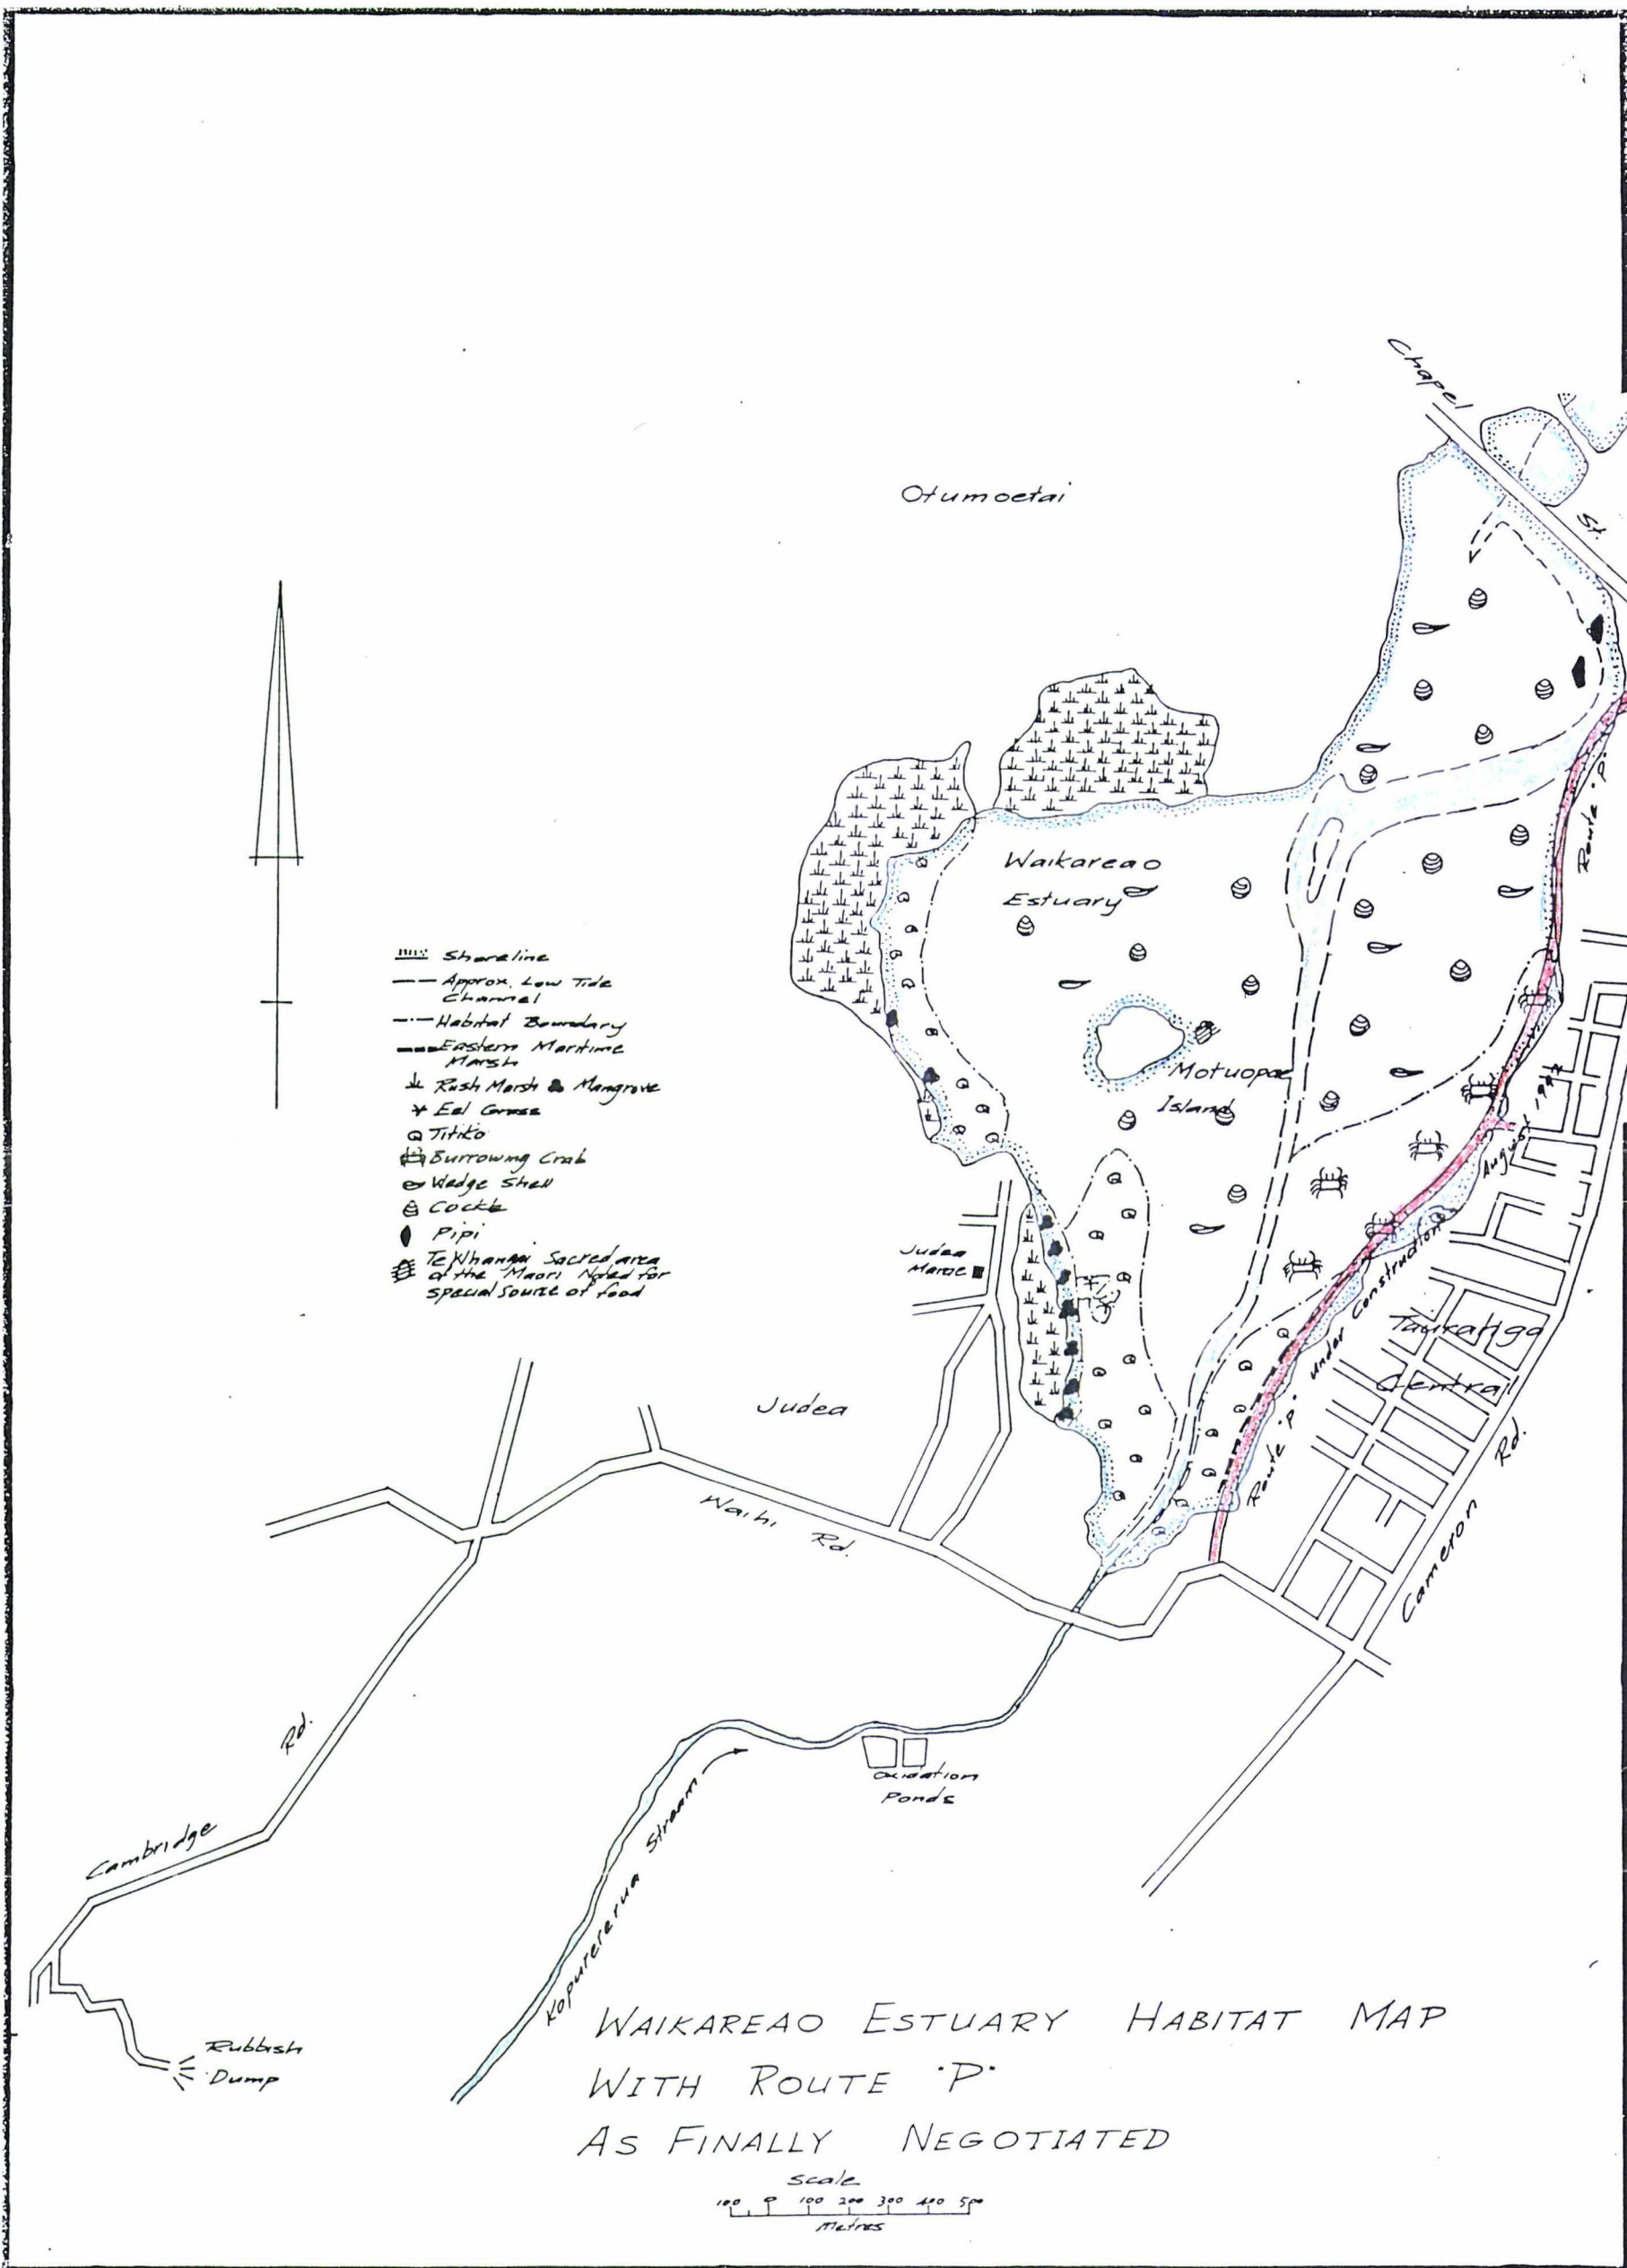 Chapel
St.
Otumoetai
Route 'P'
Waikareao
Estuary
Motuopae
Island
Shoreline
Approx. Low Tide
Channel
Habitat Boundary
Eastern Maritime
Marsh
Rush Marsh Mangrove
Eel Grass
Titiko
Burrowing Crab
Wedge Shell
Cockle
Pipi
Te Whanga Sacred area
of the Maori Noted for
special source of food
Judea
Marae
Judea
Route 'P' under Construction August
Tauranga
Central
Cameron Rd.
Waihi Rd.
Cambridge Rd.
Oxidation
Ponds
Kopurererua Stream
Rubbish
Dump
WAIKAREAO ESTUARY HABITAT MAP
WITH ROUTE 'P'
AS FINALLY NEGOTIATED
Scale
100 0 100 200 300 400 500
Metres